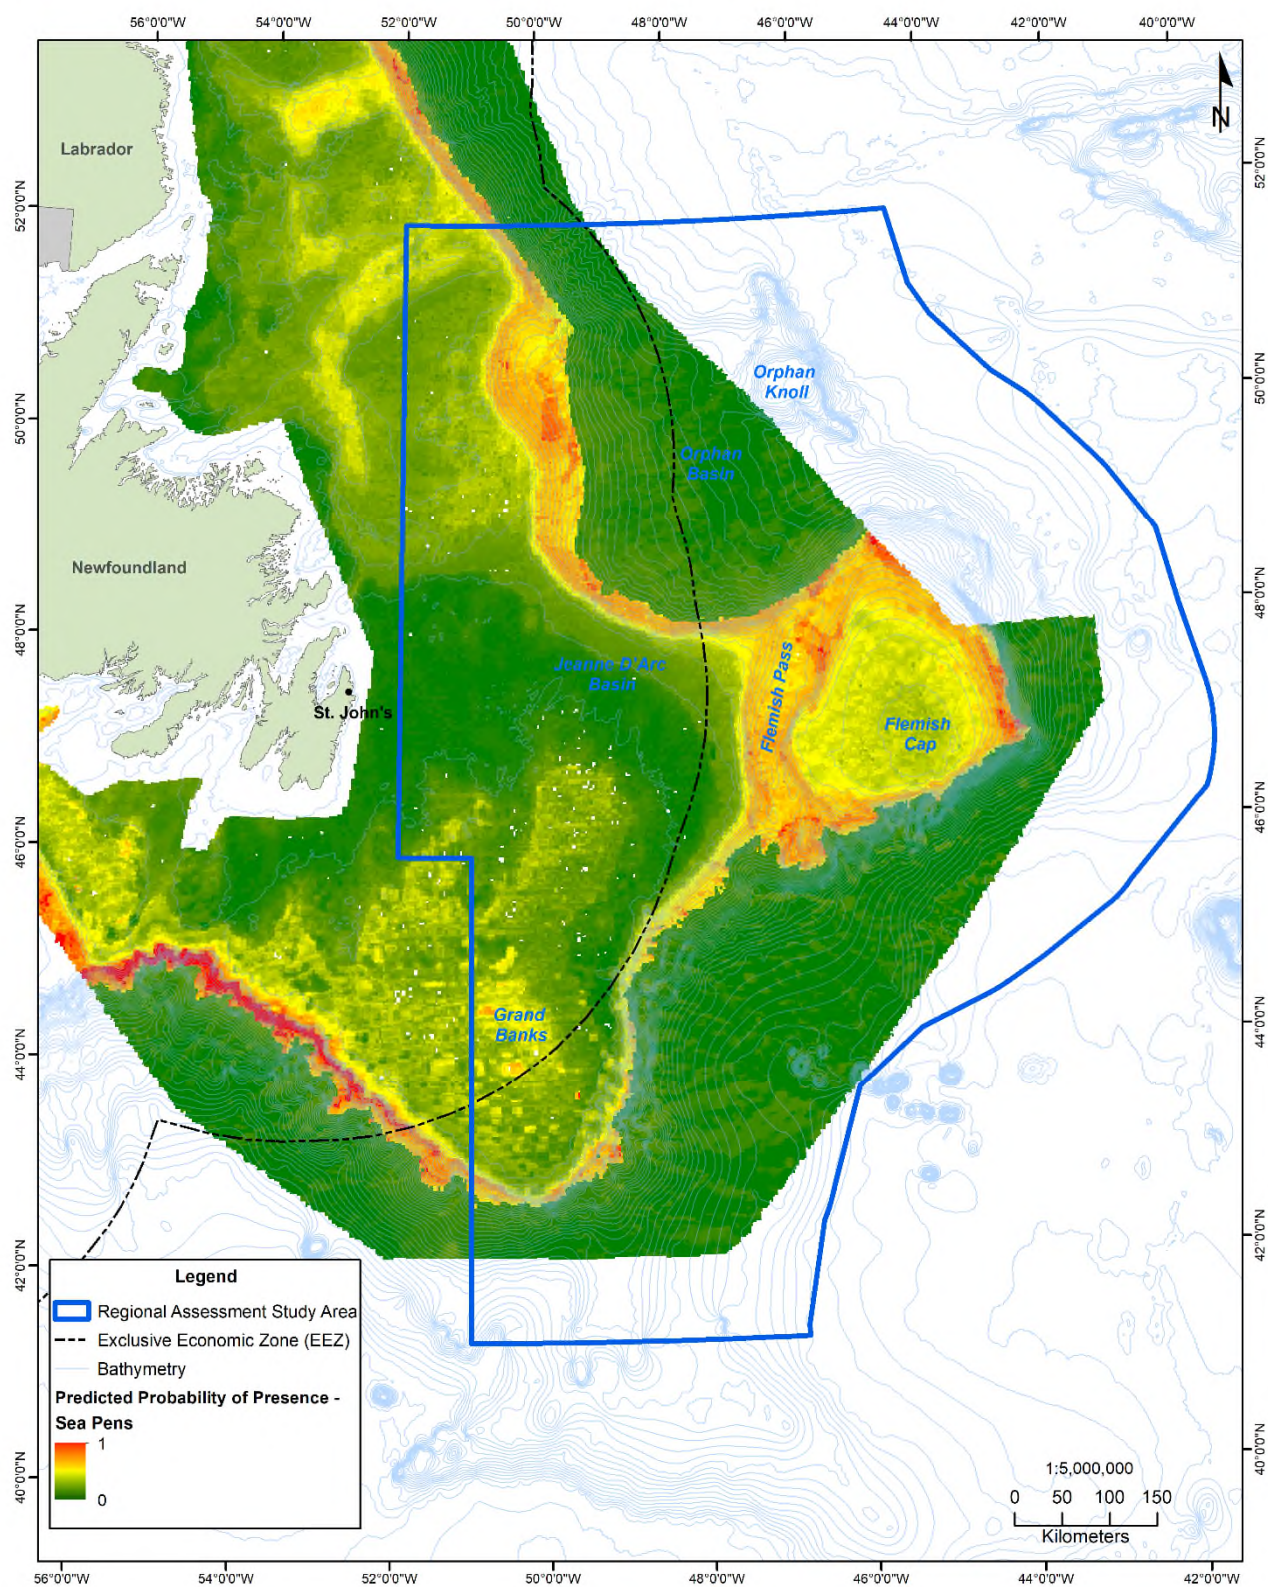 56°0'0"W 54°0'0"W 52°0'0"W 50°0'0"W 48°0'0"W 46°0'0"W 44°0'0"W 42°0'0"W 40°0'0"W
N
Labrador
52°0'0"N
52°0'0"N
Orphan
Knoll
50°0'0"N
50°0'0"N
Orphan
Basin
Newfoundland
48°0'0"N
48°0'0"N
Jeanne D'Arc
Basin
Flemish Pass
St. John's
Flemish
Cap
46°0'0"N
46°0'0"N
Grand
Banks
44°0'0"N
44°0'0"N
42°0'0"N
42°0'0"N
Legend
Regional Assessment Study Area
Exclusive Economic Zone (EEZ)
Bathymetry
Predicted Probability of Presence -
Sea Pens
1
0
40°0'0"N
40°0'0"N
1:5,000,000
0 50 100 150
Kilometers
56°0'0"W 54°0'0"W 52°0'0"W 50°0'0"W 48°0'0"W 46°0'0"W 44°0'0"W 42°0'0"W